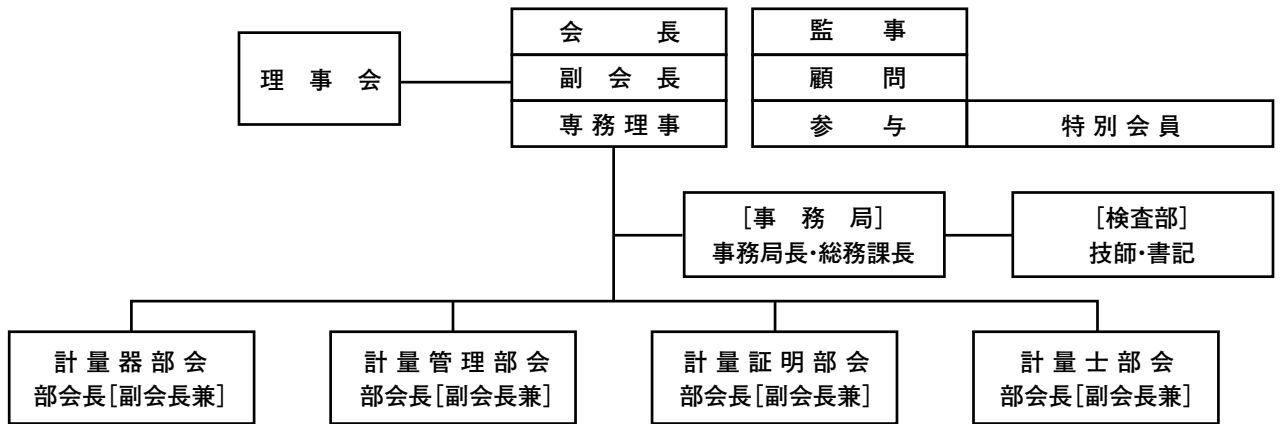 会長
監事
理事会
副会長
顧問
専務理事
参与
特別会員
[事務局]
事務局長・総務課長
[検査部]
技師・書記
計量器部会
部会長[副会長兼]
計量管理部会
部会長[副会長兼]
計量証明部会
部会長[副会長兼]
計量士部会
部会長[副会長兼]